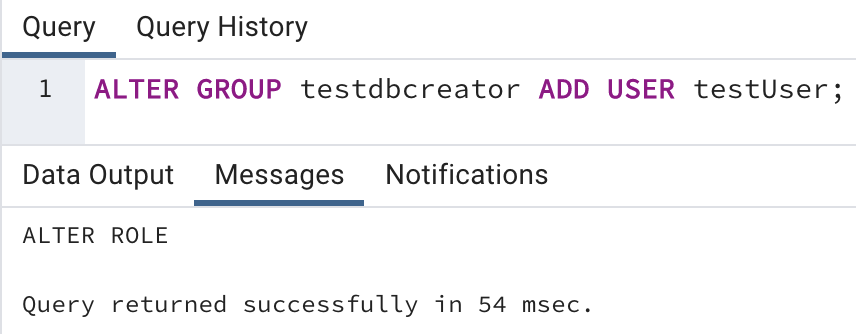 Query Query History
1 ALTER GROUP testdbcreator ADD USER testUser;
Data Output Messages Notifications
ALTER ROLE
Query returned successfully in 54 msec.